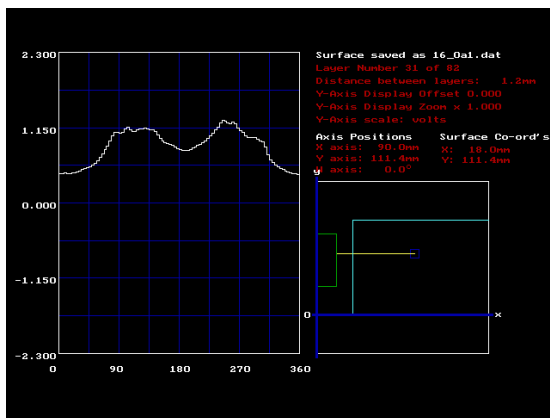 2.300
1.150
0.000
-1.150
-2.300
0 90 180 270 360
Surface saved as 16_0a1.dat
Layer Number 31 of 82
Distance between layers: 1.2mm
Y-Axis Display Offset 0.000
Y-Axis Display Zoom x 1.000
Y-Axis scale: volts
Axis Positions Surface Co-ord's
X axis: 90.0mm X: 18.0mm
Y axis: 111.4mm Y: 111.4mm
axis: 0.0°
y
0 x